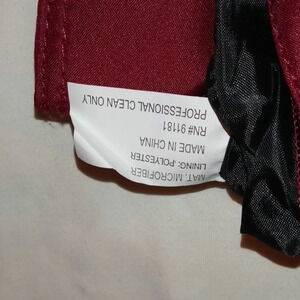 MAT. MICROFIBER
LINING: POLYESTER
MADE IN CHINA
RN# 91181
PROFESSIONAL CLEAN ONLY